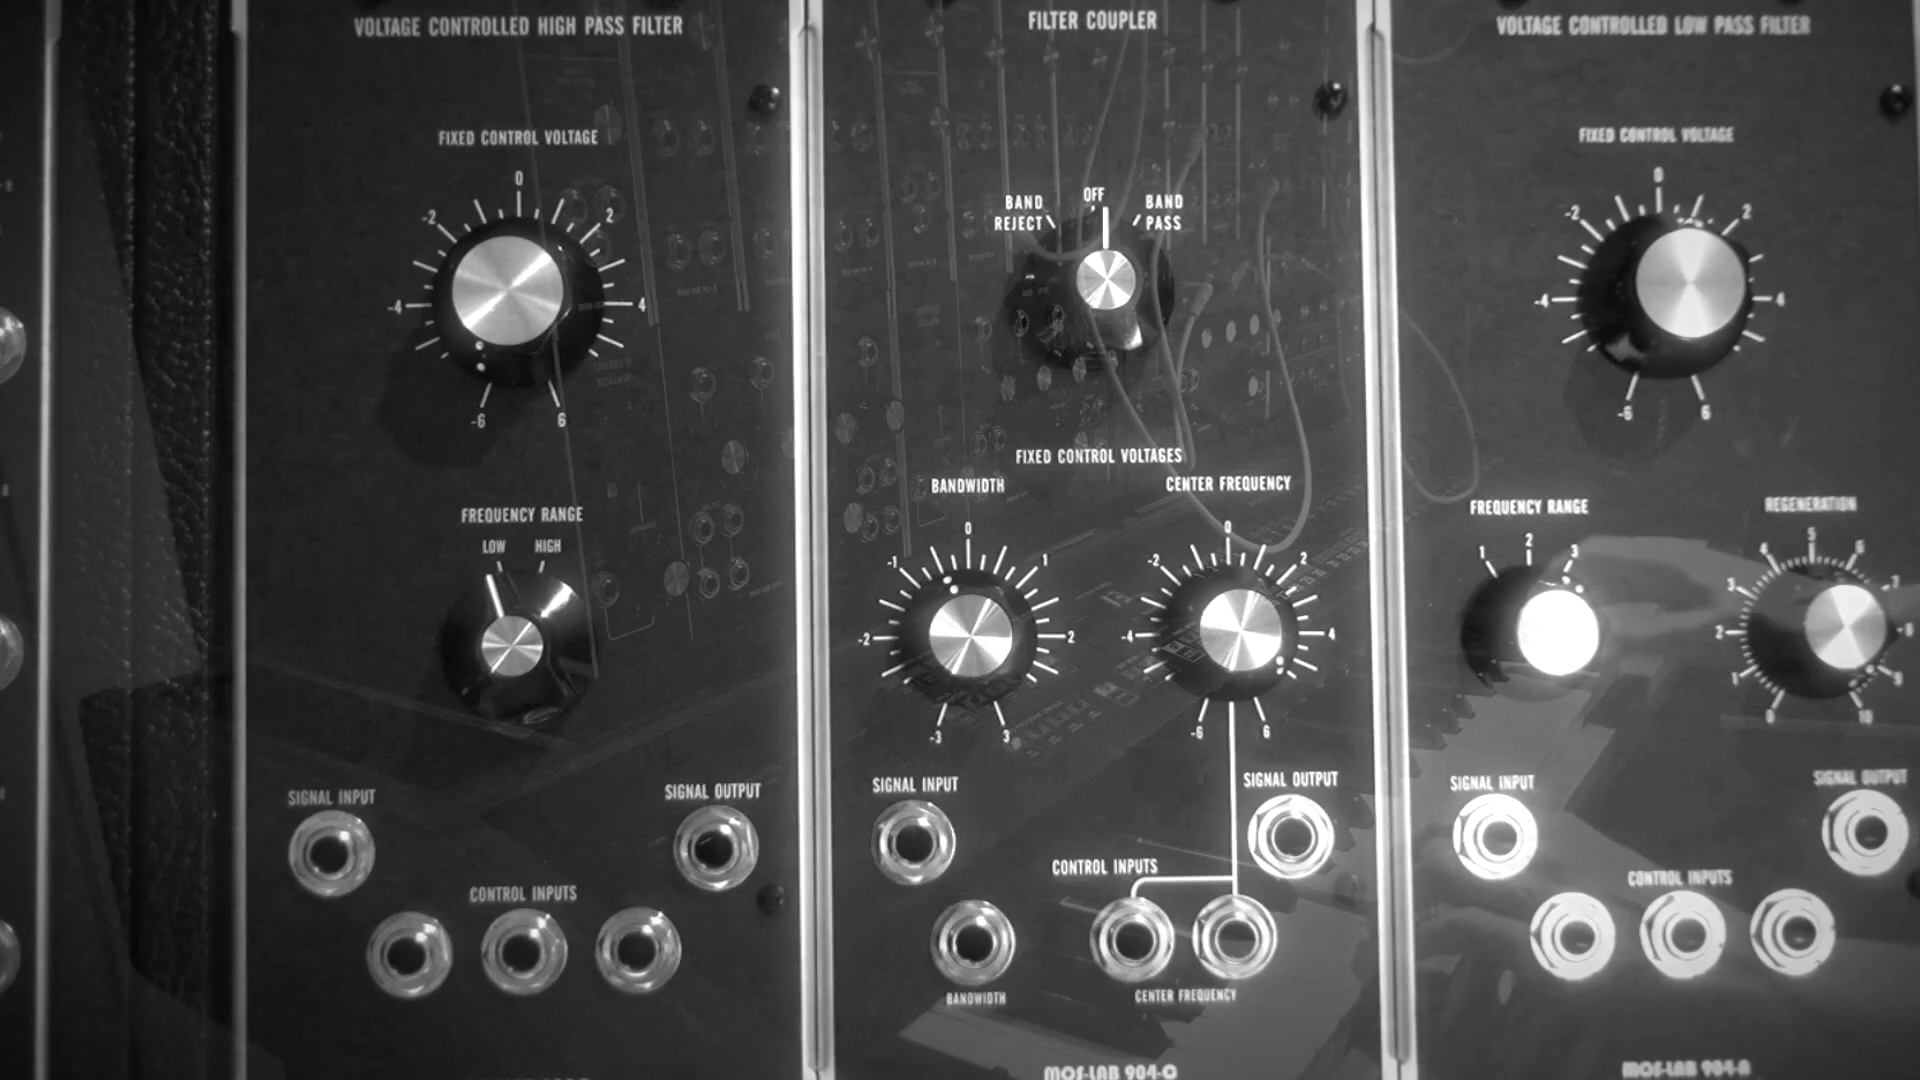 VOLTAGE CONTROLLED HIGH PASS FILTER
FIXED CONTROL VOLTAGE
0
-2 2
-4 4
-6 6
FREQUENCY RANGE
LOW HIGH
SIGNAL INPUT
SIGNAL OUTPUT
CONTROL INPUTS
FILTER COUPLER
OFF
BAND REJECT
BAND PASS
FIXED CONTROL VOLTAGES
BANDWIDTH
0
-1 1
-2 2
-3 3
CENTER FREQUENCY
0
-2 2
-4 4
-6 6
SIGNAL INPUT
SIGNAL OUTPUT
CONTROL INPUTS
BANDWIDTH
CENTER FREQUENCY
MOS-LAB 904-C
VOLTAGE CONTROLLED LOW PASS FILTER
FIXED CONTROL VOLTAGE
0
-2 2
-4 4
-6 6
FREQUENCY RANGE
1 2 3
REGENERATION
5
4 6
3 7
2 8
1 9
0 10
SIGNAL INPUT
SIGNAL OUTPUT
CONTROL INPUTS
MOS-LAB 904-A